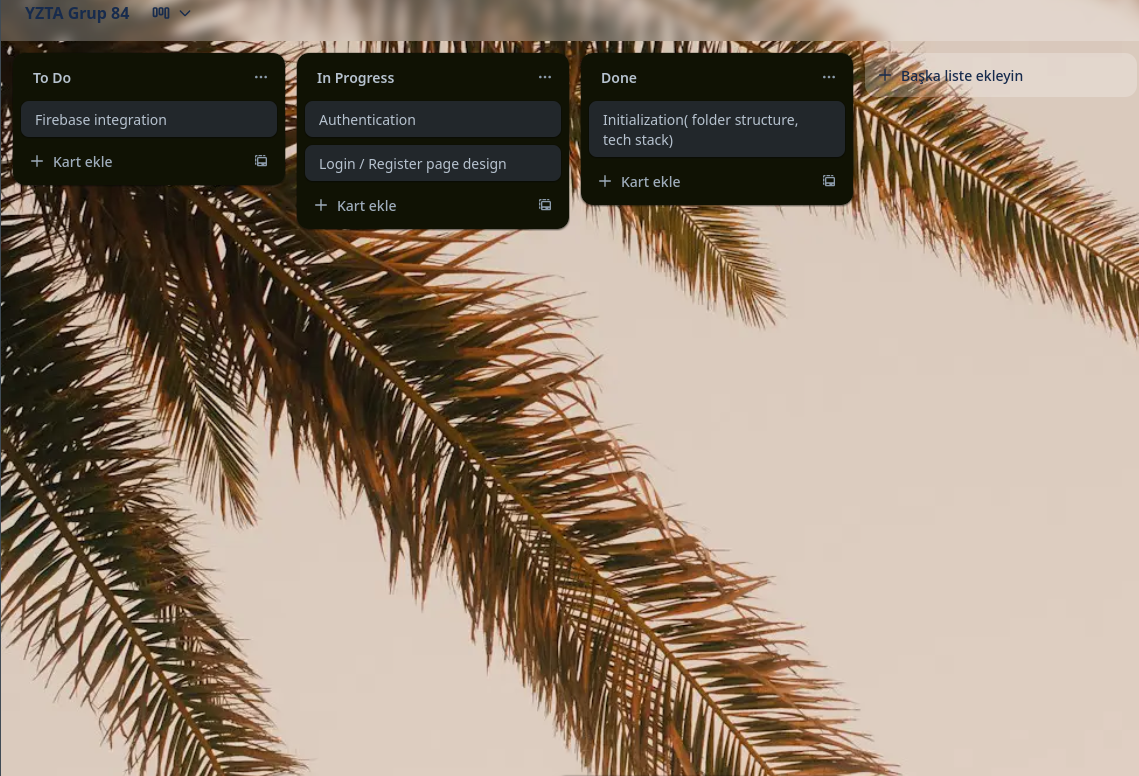 YZTA Grup 84
To Do
Firebase integration
Kart ekle
In Progress
Authentication
Login / Register page design
Kart ekle
Done
Initialization( folder structure,
tech stack)
Kart ekle
Başka liste ekleyin